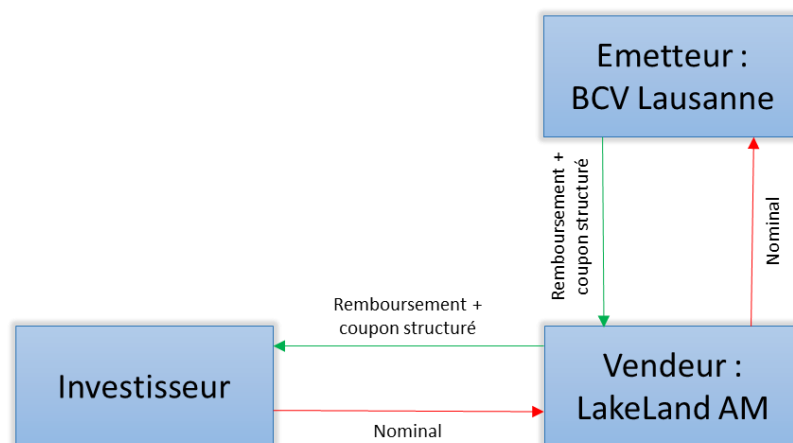 Emetteur :
BCV Lausanne
Remboursement +
coupon structuré
Nominal
Remboursement +
coupon structuré
Investisseur
Vendeur :
LakeLand AM
Nominal